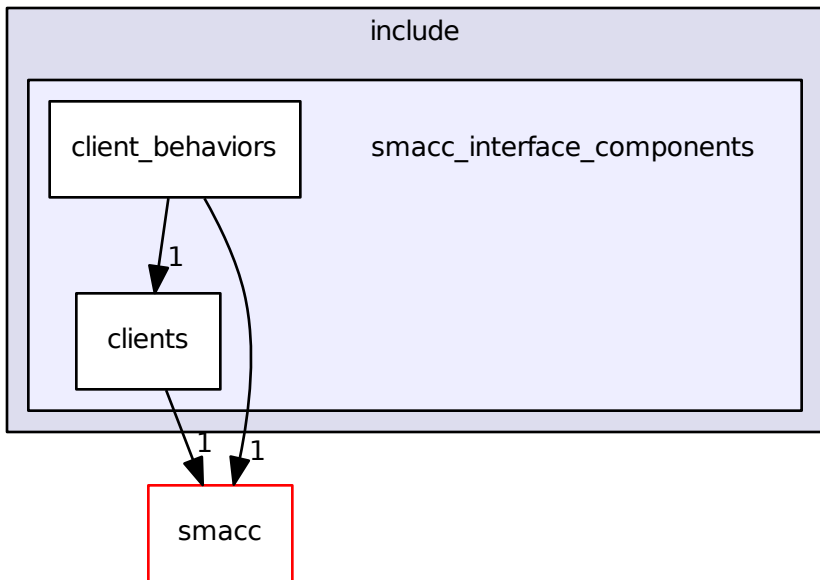 include
client_behaviors
smacc_interface_components
1
clients
1
1
smacc